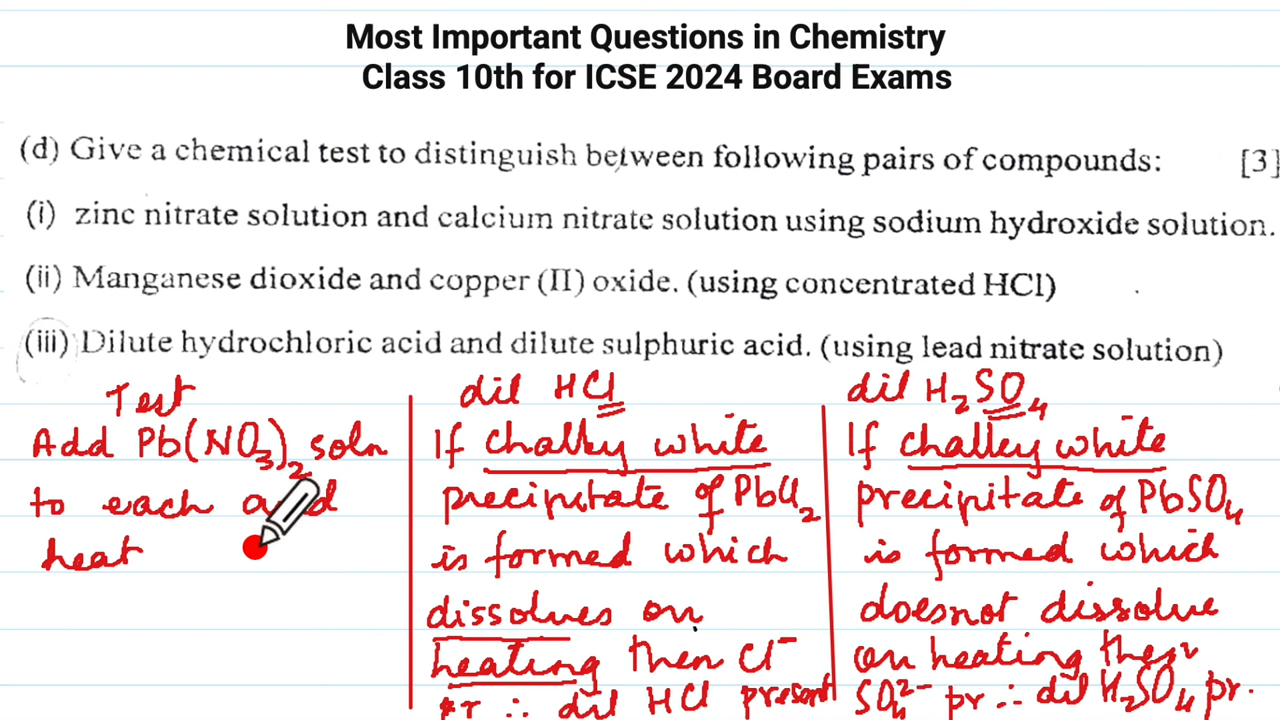 Most Important Questions in Chemistry
Class 10th for ICSE 2024 Board Exams
(d) Give a chemical test to distinguish between following pairs of compounds: [3]
(i) zinc nitrate solution and calcium nitrate solution using sodium hydroxide solution.
(ii) Manganese dioxide and copper (II) oxide. (using concentrated HCl)
(iii) Dilute hydrochloric acid and dilute sulphuric acid. (using lead nitrate solution)
Test
Add Pb(NO₃)₂ soln
to each and
heat
dil HCl
If chalky white
precipitate of PbCl₂
is formed which
dissolves on
heating then Cl⁻
pr ∴ dil HCl present
dil H₂SO₄
If chalky white
precipitate of PbSO₄
is formed which
doesnot dissolve
on heating then
SO₄²⁻ pr ∴ dil H₂SO₄ pr.